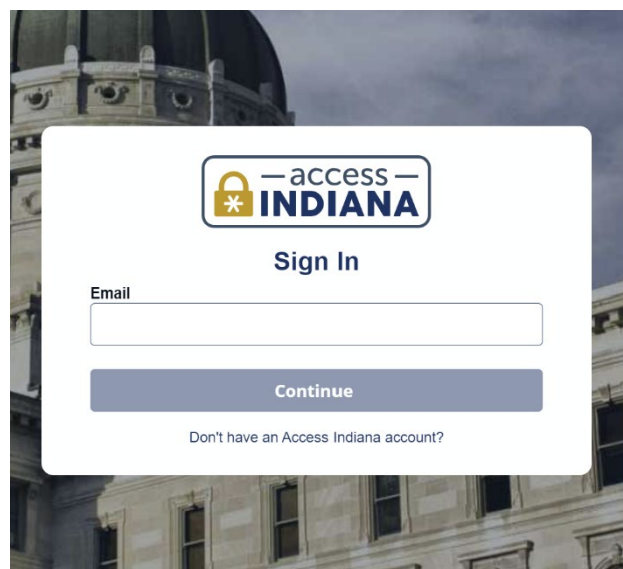 access
INDIANA
Sign In
Email
Continue
Don't have an Access Indiana account?